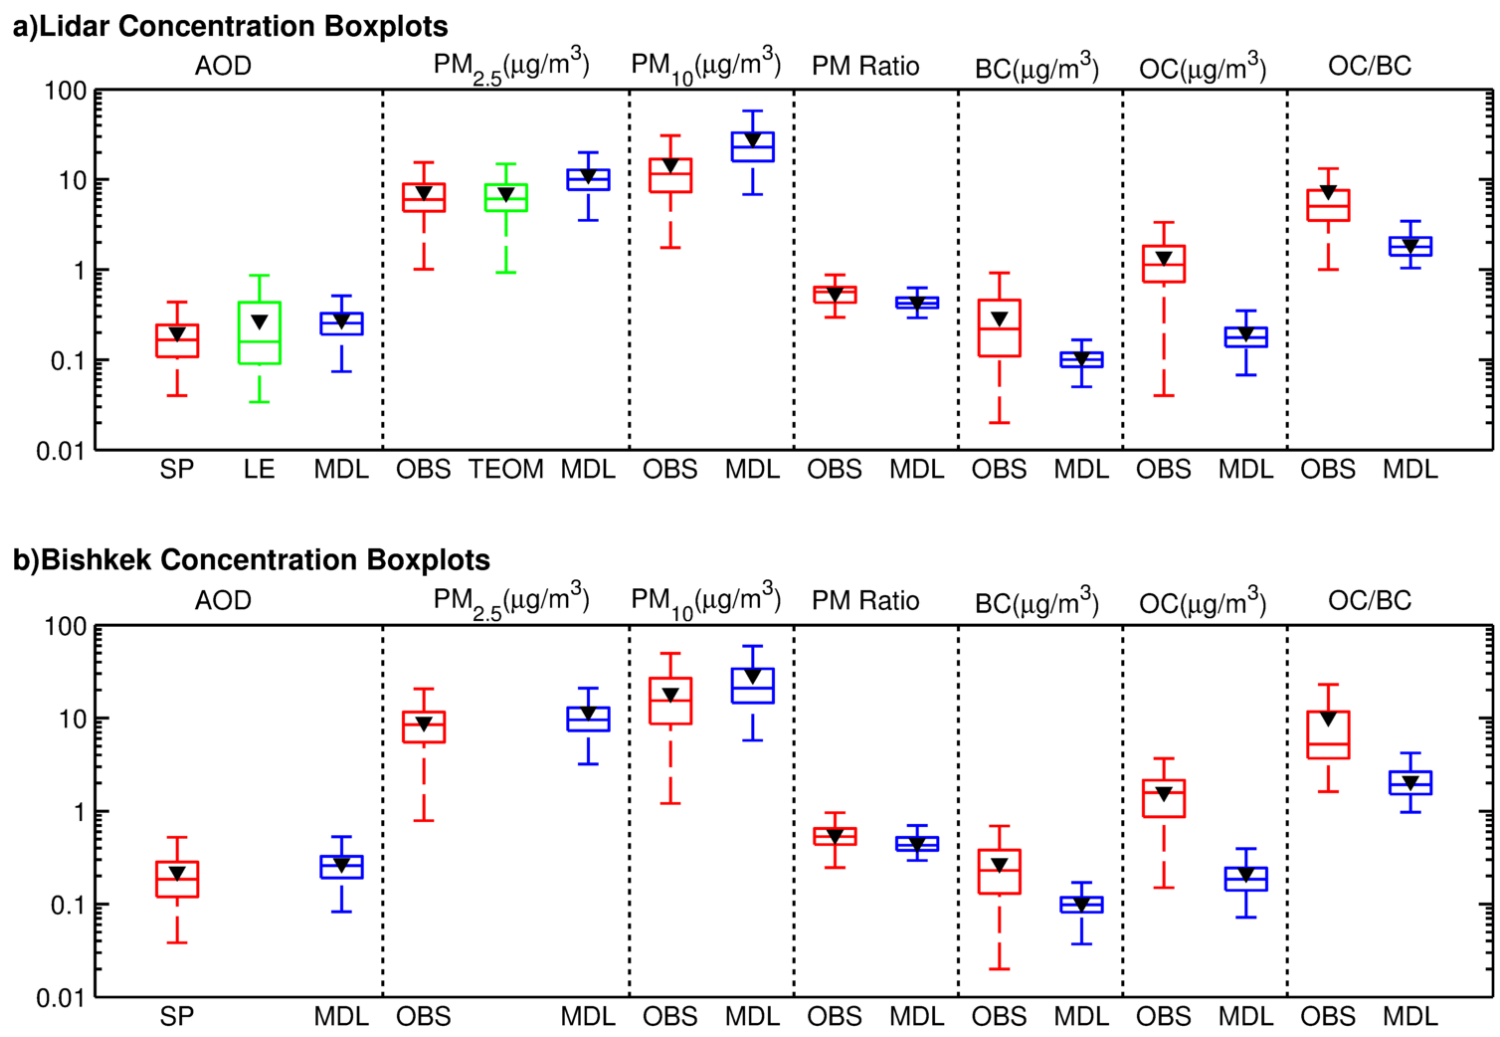 a)Lidar Concentration Boxplots
AOD PM2.5(μg/m3) PM10(μg/m3) PM Ratio BC(μg/m3) OC(μg/m3) OC/BC
100
10
1
0.1
0.01
SP LE MDL OBS TEOM MDL OBS MDL OBS MDL OBS MDL OBS MDL OBS MDL
b)Bishkek Concentration Boxplots
AOD PM2.5(μg/m3) PM10(μg/m3) PM Ratio BC(μg/m3) OC(μg/m3) OC/BC
100
10
1
0.1
0.01
SP MDL OBS MDL OBS MDL OBS MDL OBS MDL OBS MDL OBS MDL